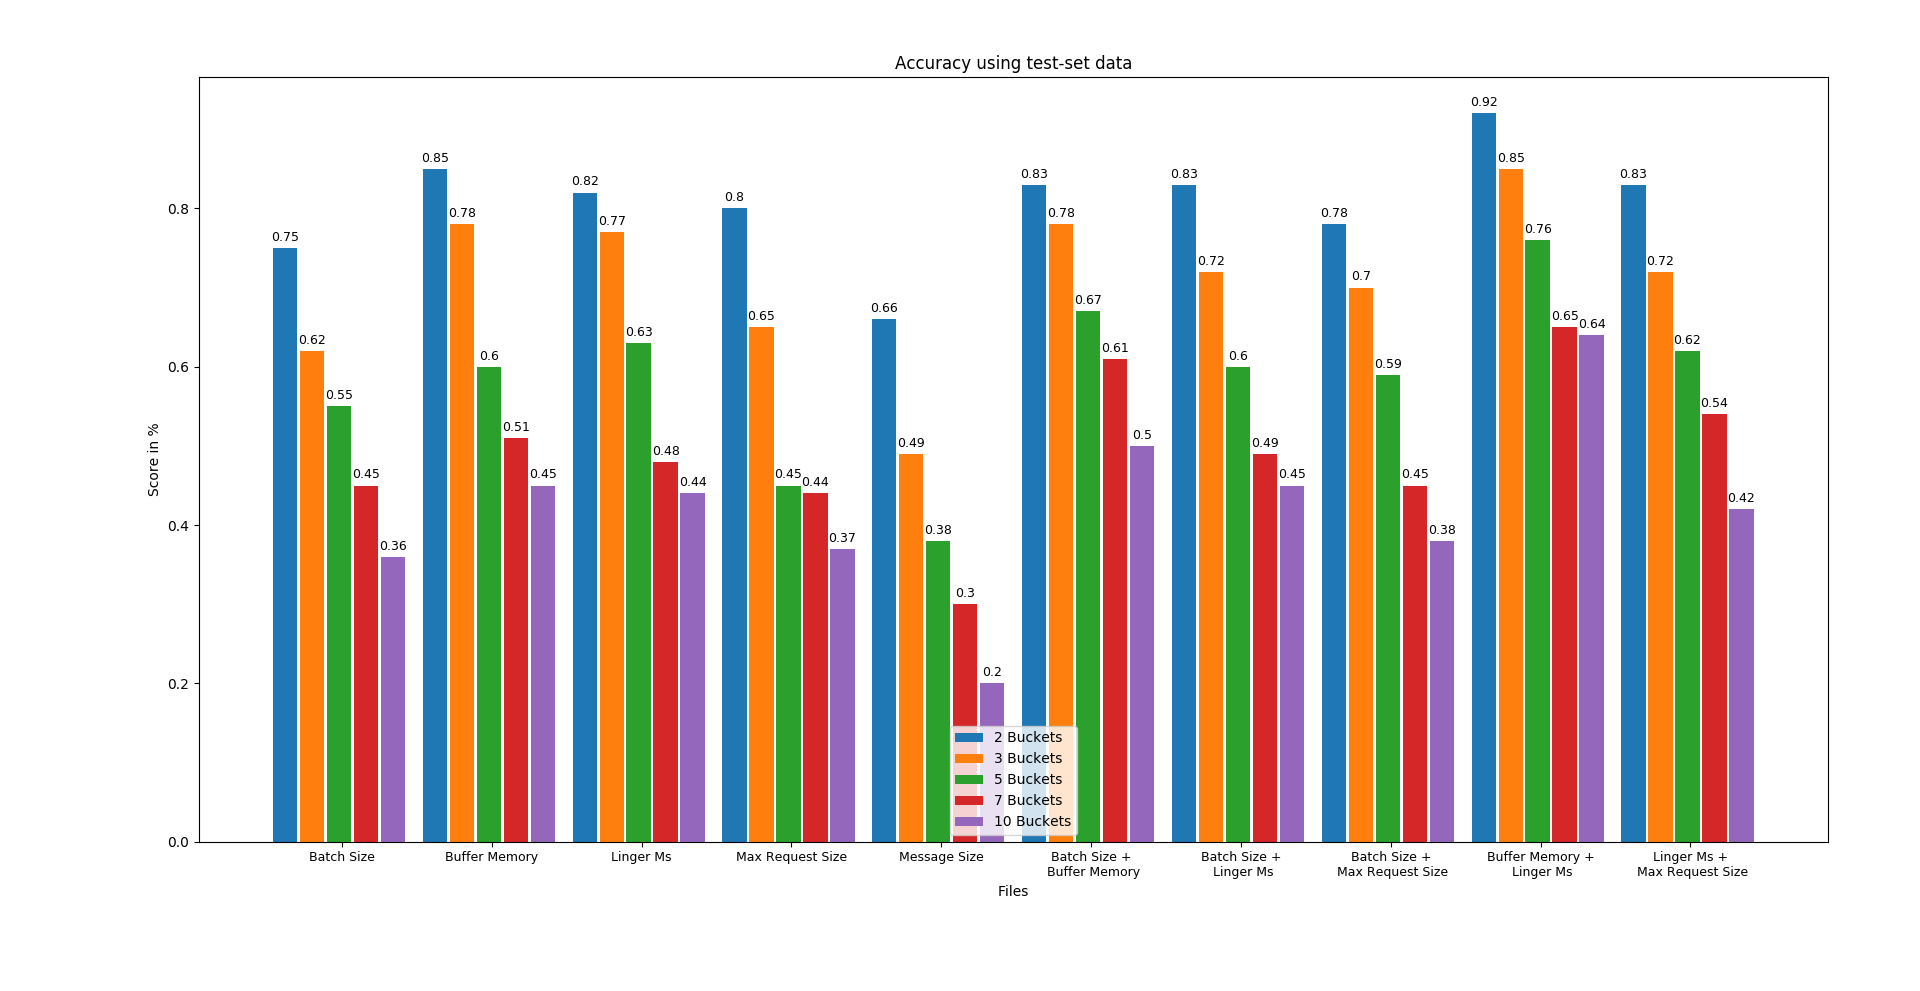 Accuracy using test-set data
Score in %
0.8
0.6
0.4
0.2
0.0
0.75
0.62
0.55
0.45
0.36
0.85
0.78
0.6
0.51
0.45
0.82
0.77
0.63
0.48
0.44
0.8
0.65
0.45
0.44
0.37
0.66
0.49
0.38
0.3
0.2
0.83
0.78
0.67
0.61
0.5
0.83
0.72
0.6
0.49
0.45
0.78
0.7
0.59
0.45
0.38
0.92
0.85
0.76
0.65
0.64
0.83
0.72
0.62
0.54
0.42
2 Buckets
3 Buckets
5 Buckets
7 Buckets
10 Buckets
Batch Size
Buffer Memory
Linger Ms
Max Request Size
Message Size
Batch Size +
Buffer Memory
Batch Size +
Linger Ms
Batch Size +
Max Request Size
Buffer Memory +
Linger Ms
Linger Ms +
Max Request Size
Files